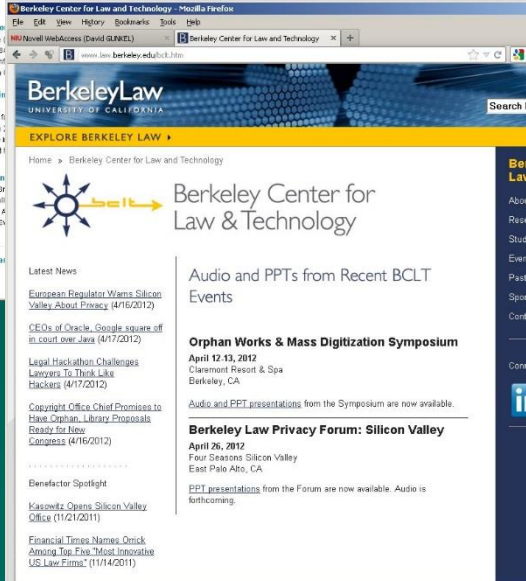 Berkeley Center for Law and Technology - Mozilla Firefox
File Edit View History Bookmarks Tools Help
Novell WebAccess (David GUNKEL) × Berkeley Center for Law and Technology × +
www.law.berkeley.edu/bclt.htm
BerkeleyLaw
UNIVERSITY OF CALIFORNIA
Search
EXPLORE BERKELEY LAW
Home » Berkeley Center for Law and Technology
bclt
Berkeley Center for
Law & Technology
Latest News
European Regulator Warns Silicon
Valley About Privacy (4/16/2012)
CEOs of Oracle, Google square off
in court over Java (4/17/2012)
Legal Hackathon Challenges
Lawyers To Think Like
Hackers (4/17/2012)
Copyright Office Chief Promises to
Have Orphan, Library Proposals
Ready for New
Congress (4/16/2012)
Benefactor Spotlight
Kasowitz Opens Silicon Valley
Office (11/21/2011)
Financial Times Names Orrick
Among Top Five "Most Innovative
US Law Firms" (11/14/2011)
Audio and PPTs from Recent BCLT
Events
Orphan Works & Mass Digitization Symposium
April 12-13, 2012
Claremont Resort & Spa
Berkeley, CA
Audio and PPT presentations from the Symposium are now available.
Berkeley Law Privacy Forum: Silicon Valley
April 26, 2012
Four Seasons Silicon Valley
East Palo Alto, CA
PPT presentations from the Forum are now available. Audio is
forthcoming.
in